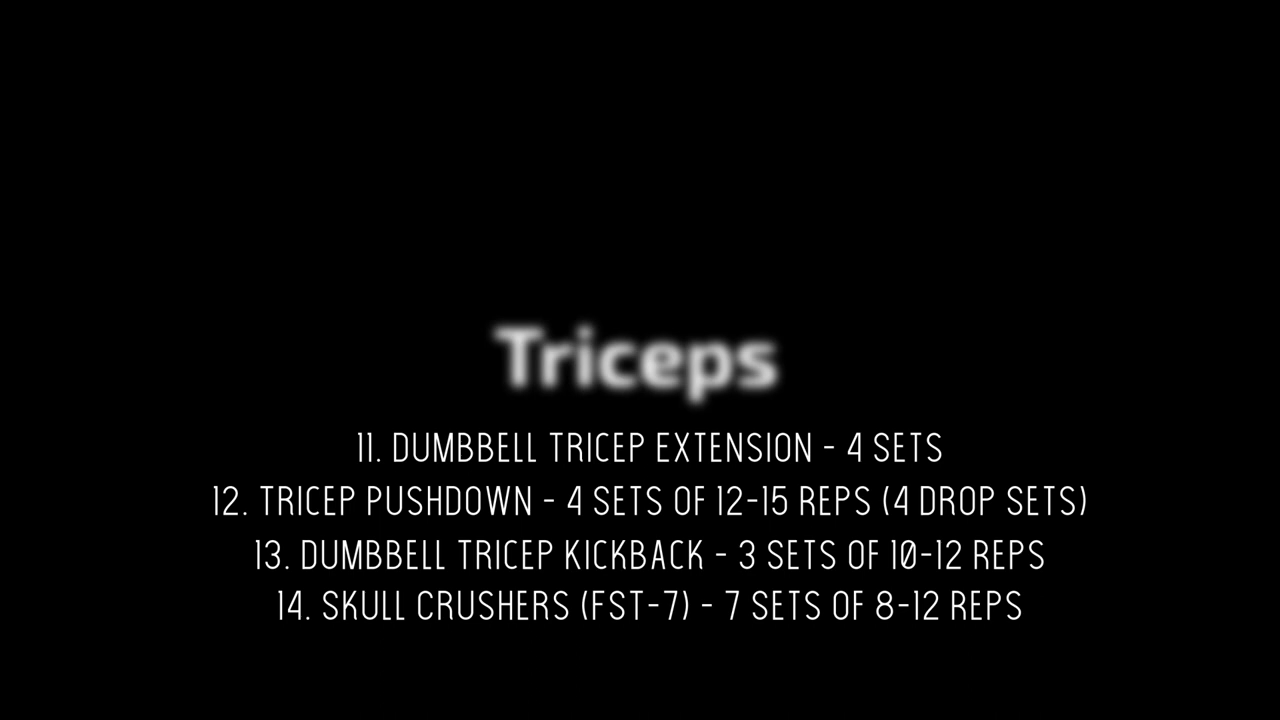 Triceps
11. DUMBBELL TRICEP EXTENSION - 4 SETS
12. TRICEP PUSHDOWN - 4 SETS OF 12-15 REPS (4 DROP SETS)
13. DUMBBELL TRICEP KICKBACK - 3 SETS OF 10-12 REPS
14. SKULL CRUSHERS (FST-7) - 7 SETS OF 8-12 REPS